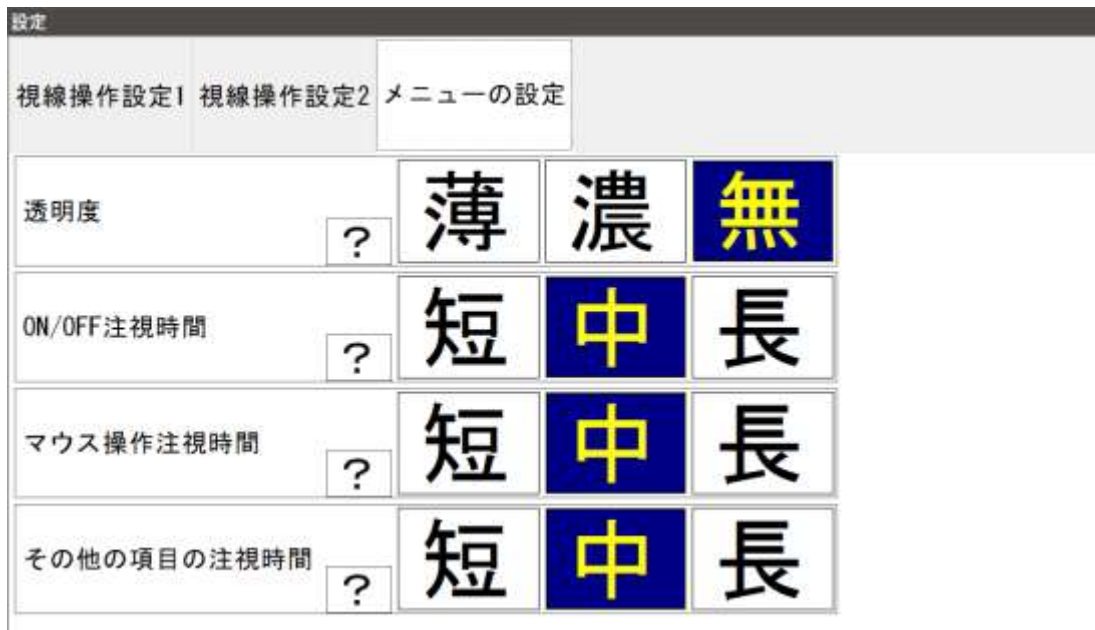 設定
視線操作設定1 視線操作設定2 メニューの設定
透明度 ? 薄 濃 無
ON/OFF注視時間 ? 短 中 長
マウス操作注視時間 ? 短 中 長
その他の項目の注視時間 ? 短 中 長